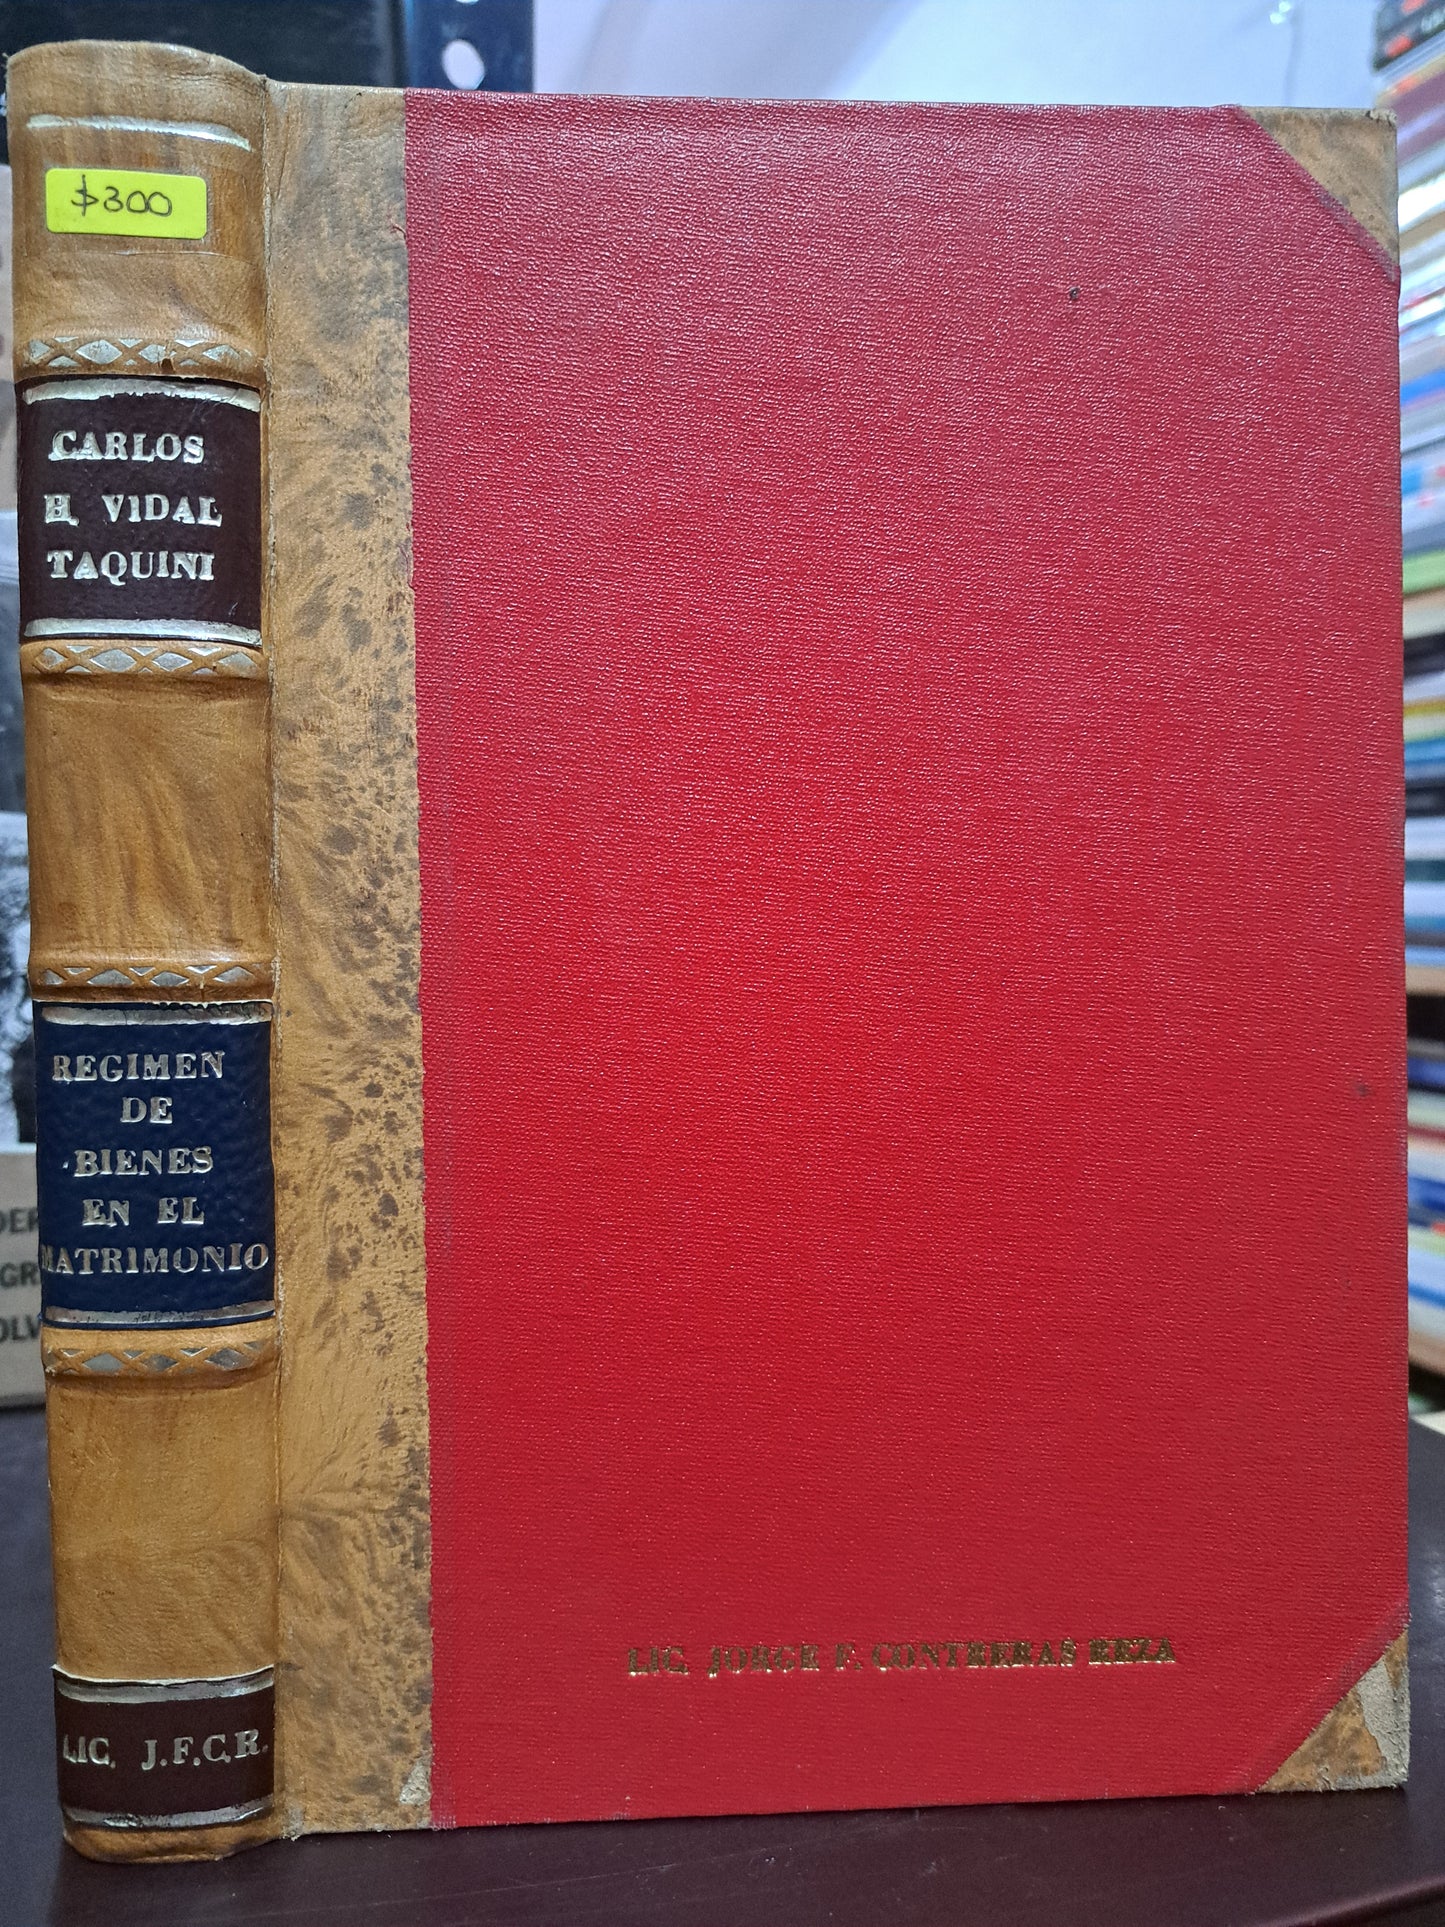 $300
CARLOS
H. VIDAL
TAQUINI
REGIMEN
DE
BIENES
EN EL
MATRIMONIO
LIC. J.F.C.R.
LIC. JORGE F. CONTRERAS REZA